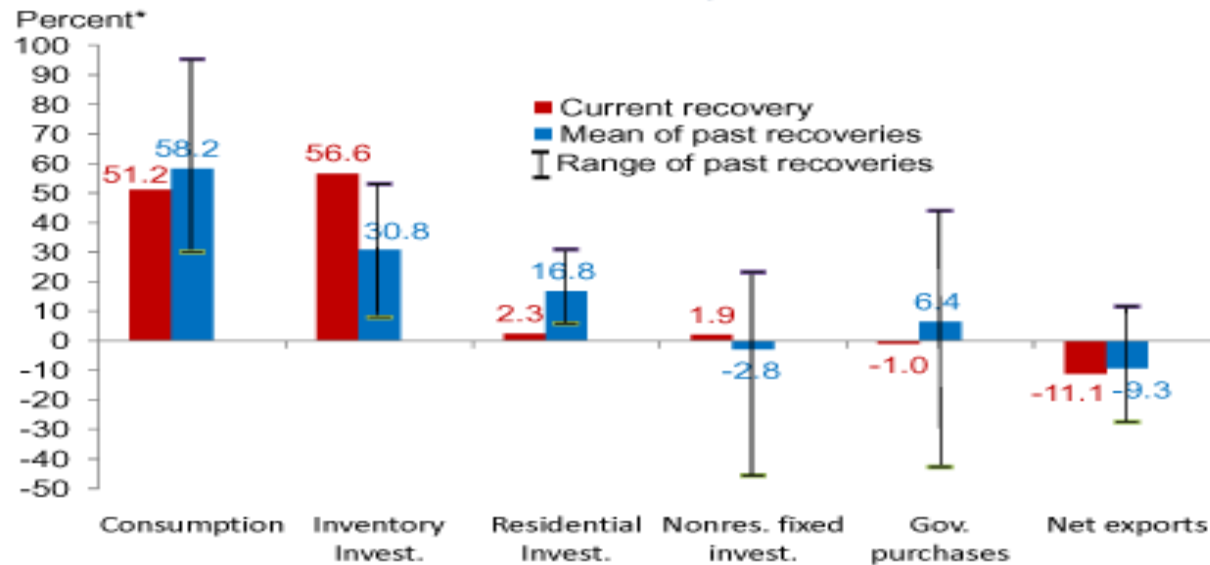 Percent*
100
90
80
70
60
50
40
30
20
10
0
-10
-20
-30
-40
-50
Current recovery
Mean of past recoveries
Range of past recoveries
51.2
58.2
56.6
30.8
2.3
16.8
1.9
-2.8
-1.0
6.4
-11.1
-9.3
Consumption
Inventory
Invest.
Residential
Invest.
Nonres. fixed
invest.
Gov.
purchases
Net exports